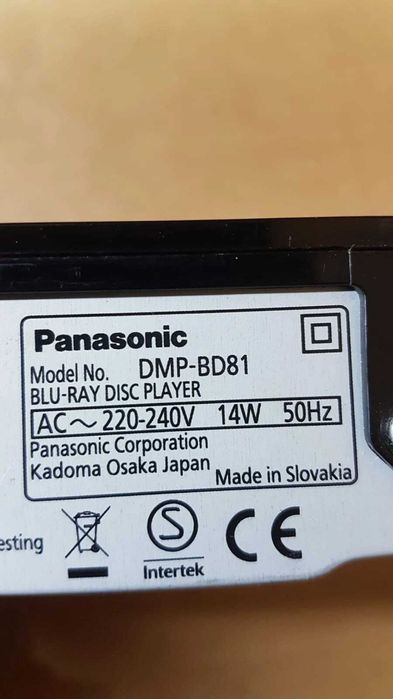 Panasonic
Model No. DMP-BD81
BLU-RAY DISC PLAYER
AC～220-240V 14W 50Hz
Panasonic Corporation
Kadoma Osaka Japan
Made in Slovakia
esting
S
Intertek
CE